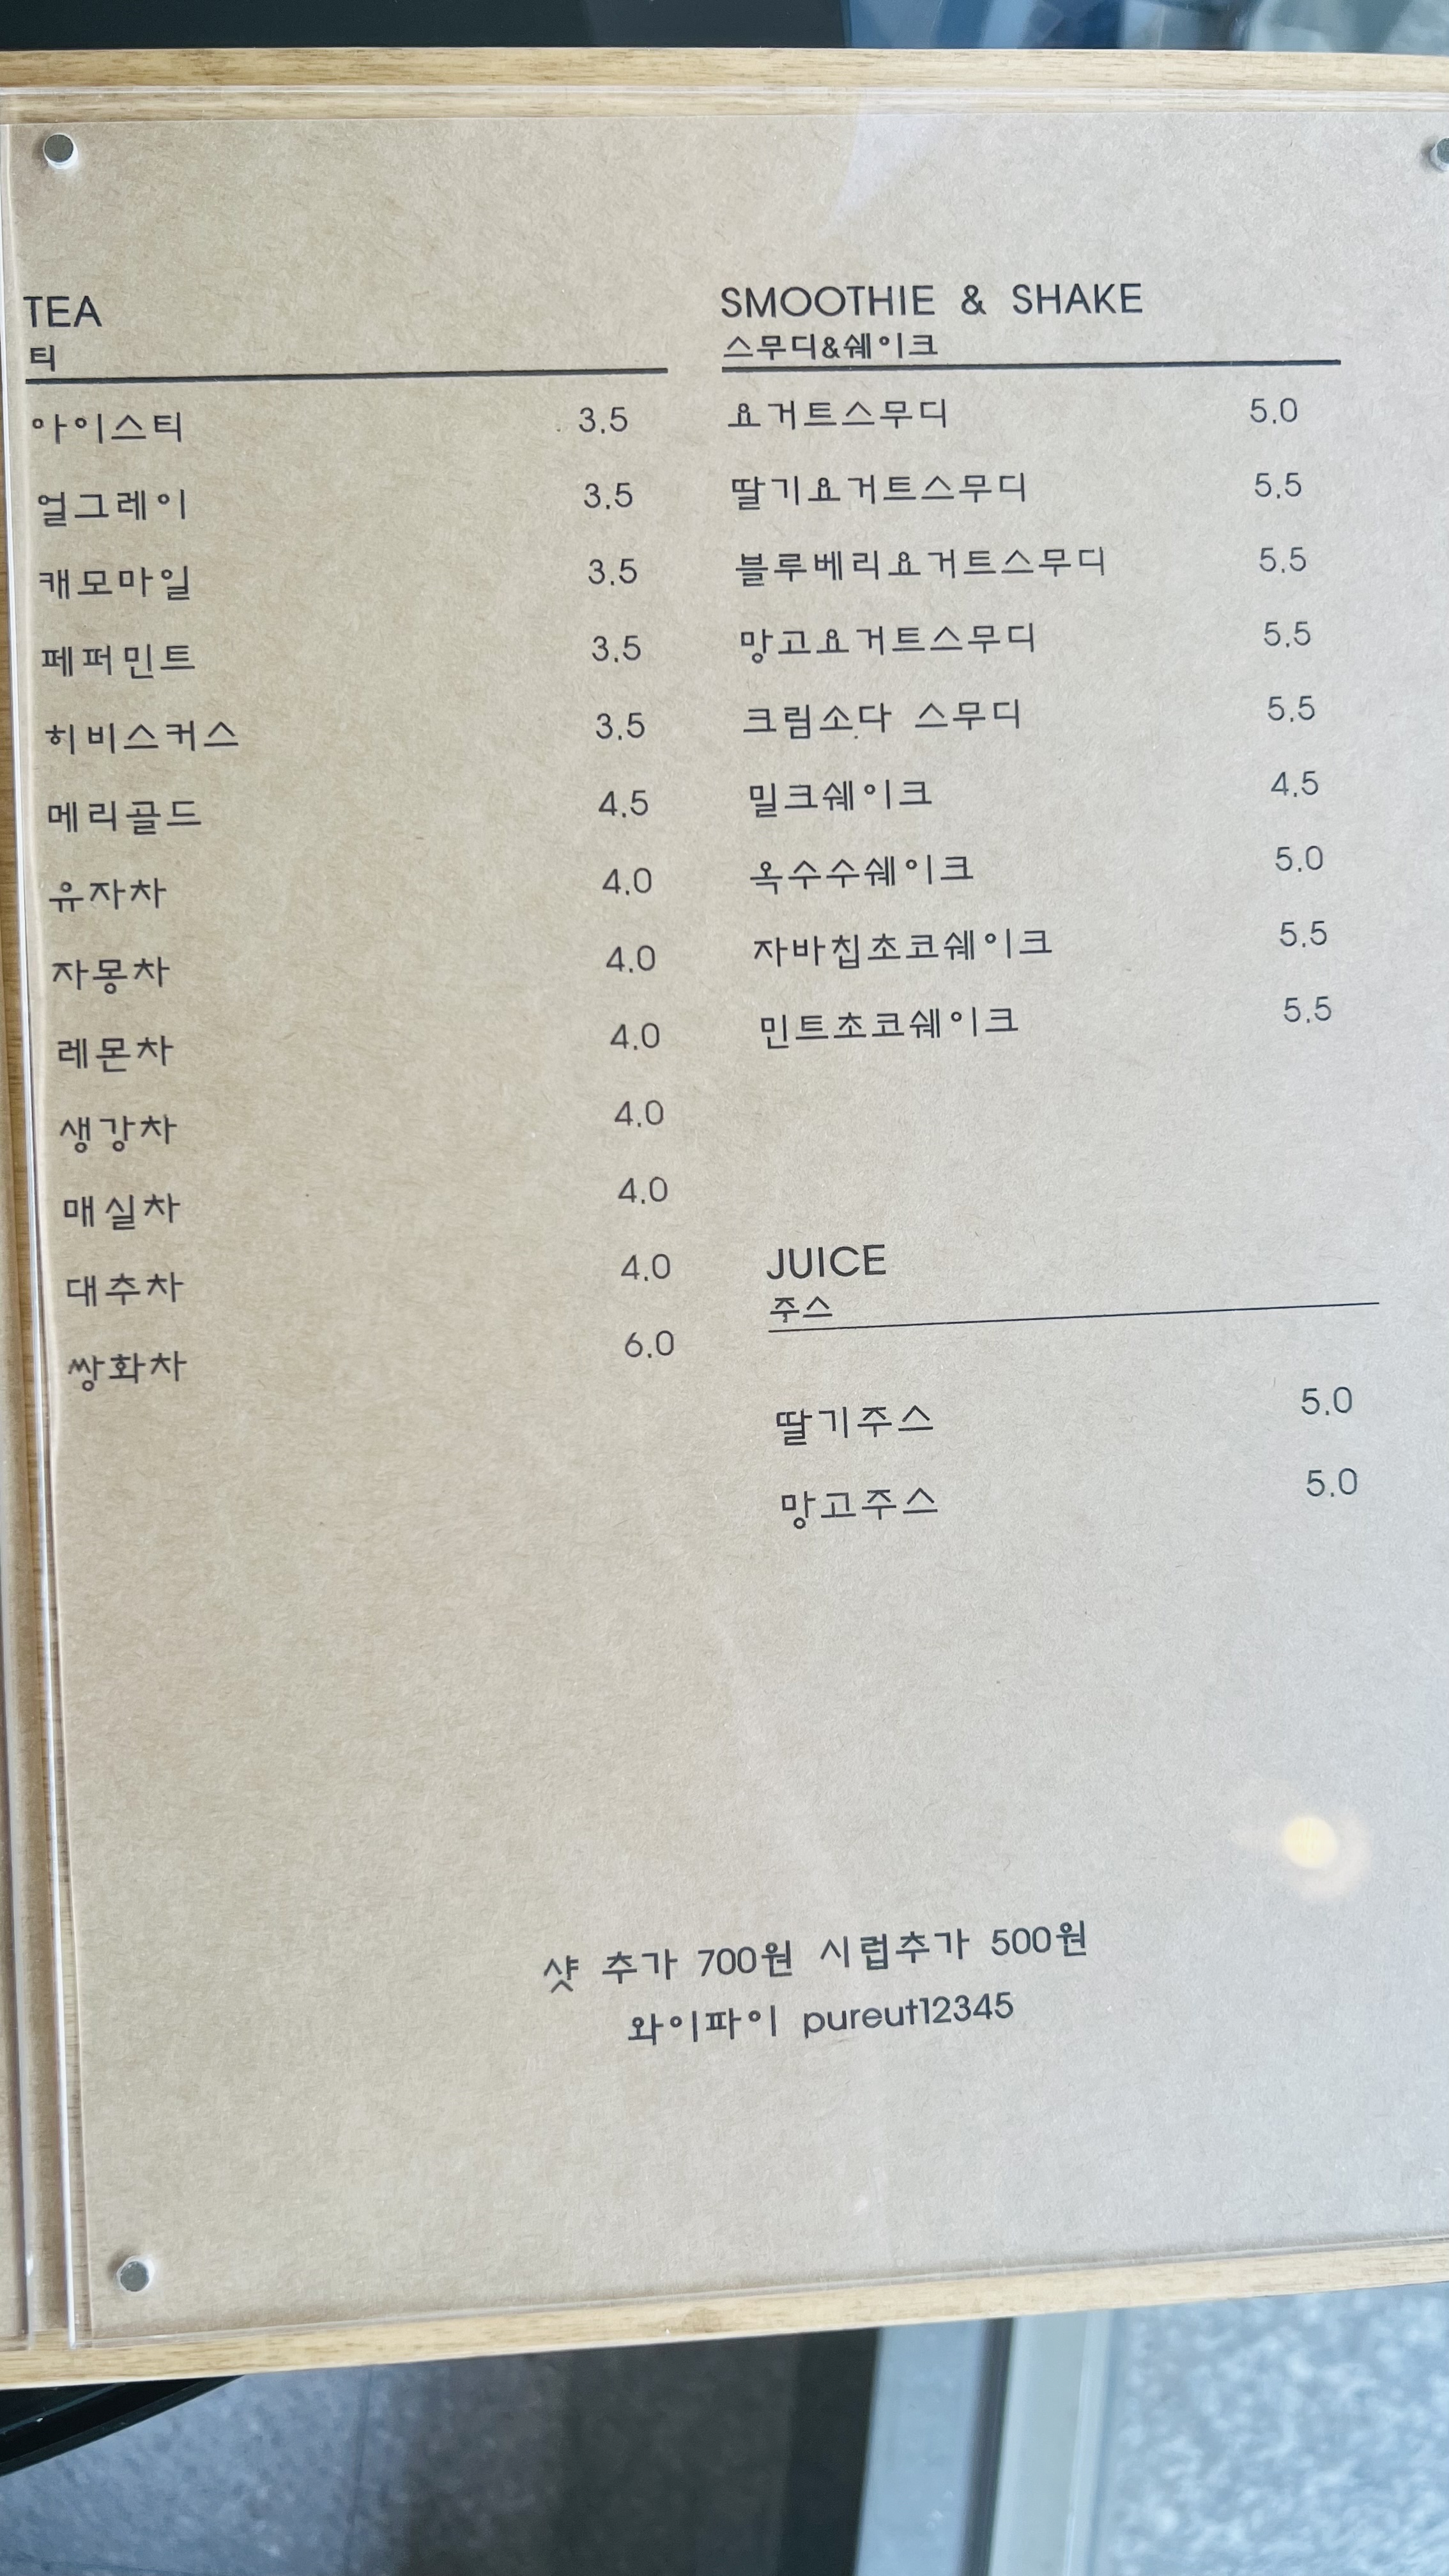 TEA
티
아이스티 3.5
얼그레이 3.5
캐모마일 3.5
페퍼민트 3.5
히비스커스 3.5
메리골드 4.5
유자차 4.0
자몽차 4.0
레몬차 4.0
생강차 4.0
매실차 4.0
대추차 4.0
쌍화차 6.0
SMOOTHIE & SHAKE
스무디&쉐이크
요거트스무디 5.0
딸기요거트스무디 5.5
블루베리요거트스무디 5.5
망고요거트스무디 5.5
크림소다 스무디 5.5
밀크쉐이크 4.5
옥수수쉐이크 5.0
자바칩초코쉐이크 5.5
민트초코쉐이크 5.5
JUICE
주스
딸기주스 5.0
망고주스 5.0
샷 추가 700원 시럽추가 500원
와이파이 pureut12345